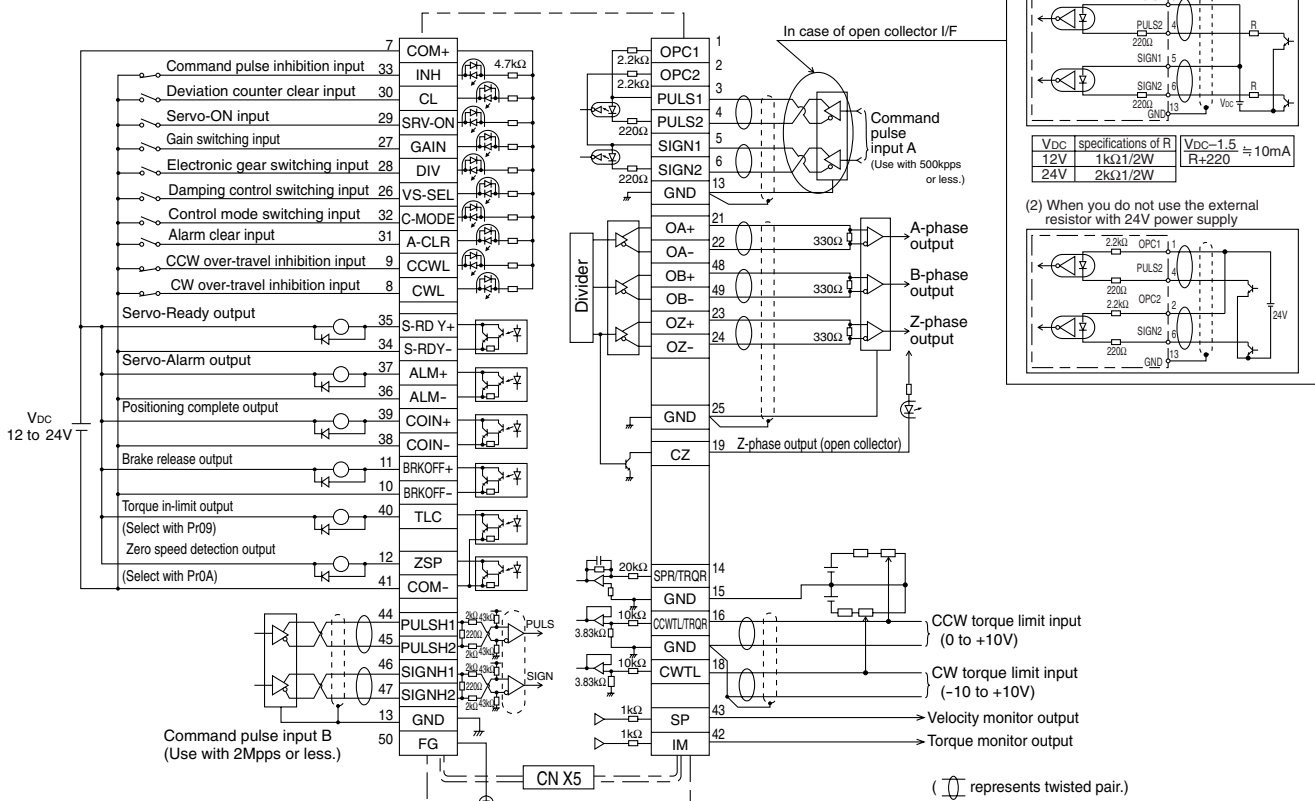 7 COM+
Command pulse inhibition input 33 INH 4.7kΩ
Deviation counter clear input 30 CL
Servo-ON input 29 SRV-ON
Gain switching input 27 GAIN
Electronic gear switching input 28 DIV
Damping control switching input 26 VS-SEL
Control mode switching input 32 C-MODE
Alarm clear input 31 A-CLR
CCW over-travel inhibition input 9 CCWL
CW over-travel inhibition input 8 CWL
Servo-Ready output 35 S-RD Y+
34 S-RDY-
Servo-Alarm output 37 ALM+
36 ALM-
VDC
12 to 24V
Positioning complete output 39 COIN+
38 COIN-
Brake release output 11 BRKOFF+
10 BRKOFF-
Torque in-limit output 40 TLC
(Select with Pr09)
Zero speed detection output 12 ZSP
(Select with Pr0A)
41 COM-
44 PULSH1 2kΩ 43kΩ
220Ω PULS
45 PULSH2 2kΩ 43kΩ
46 SIGNH1 2kΩ 43kΩ
220Ω SIGN
47 SIGNH2 2kΩ 43kΩ
13 GND
50 FG
Command pulse input B
(Use with 2Mpps or less.)
CN X5
OPC1 1
2.2kΩ
OPC2 2
2.2kΩ
PULS1 3
PULS2 4
220Ω
SIGN1 5
SIGN2 6
220Ω
GND 13
In case of open collector I/F
Command
pulse
input A
(Use with 500kpps
or less.)
Divider
OA+ 21
OA- 22
330Ω
A-phase
output
OB+ 48
OB- 49
330Ω
B-phase
output
OZ+ 23
OZ- 24
330Ω
Z-phase
output
GND 25
CZ 19 Z-phase output (open collector)
20kΩ SPR/TRQR 14
GND 15
10kΩ CCWTL/TRQR 16
3.83kΩ
GND
10kΩ CWTL 18
3.83kΩ
CCW torque limit input
(0 to +10V)
CW torque limit input
(-10 to +10V)
1kΩ SP 43 Velocity monitor output
1kΩ IM 42 Torque monitor output
( represents twisted pair.)
PULS2 4 R
220Ω
SIGN1 5
SIGN2 6 R
220Ω
GND 13 VDC
VDC specifications of R
12V 1kΩ1/2W
24V 2kΩ1/2W
VDC–1.5
R+220
≒10mA
(2) When you do not use the external
resistor with 24V power supply
2.2kΩ OPC1 1
PULS2 4
220Ω
2.2kΩ OPC2 2
24V
SIGN2 6
220Ω
GND 13